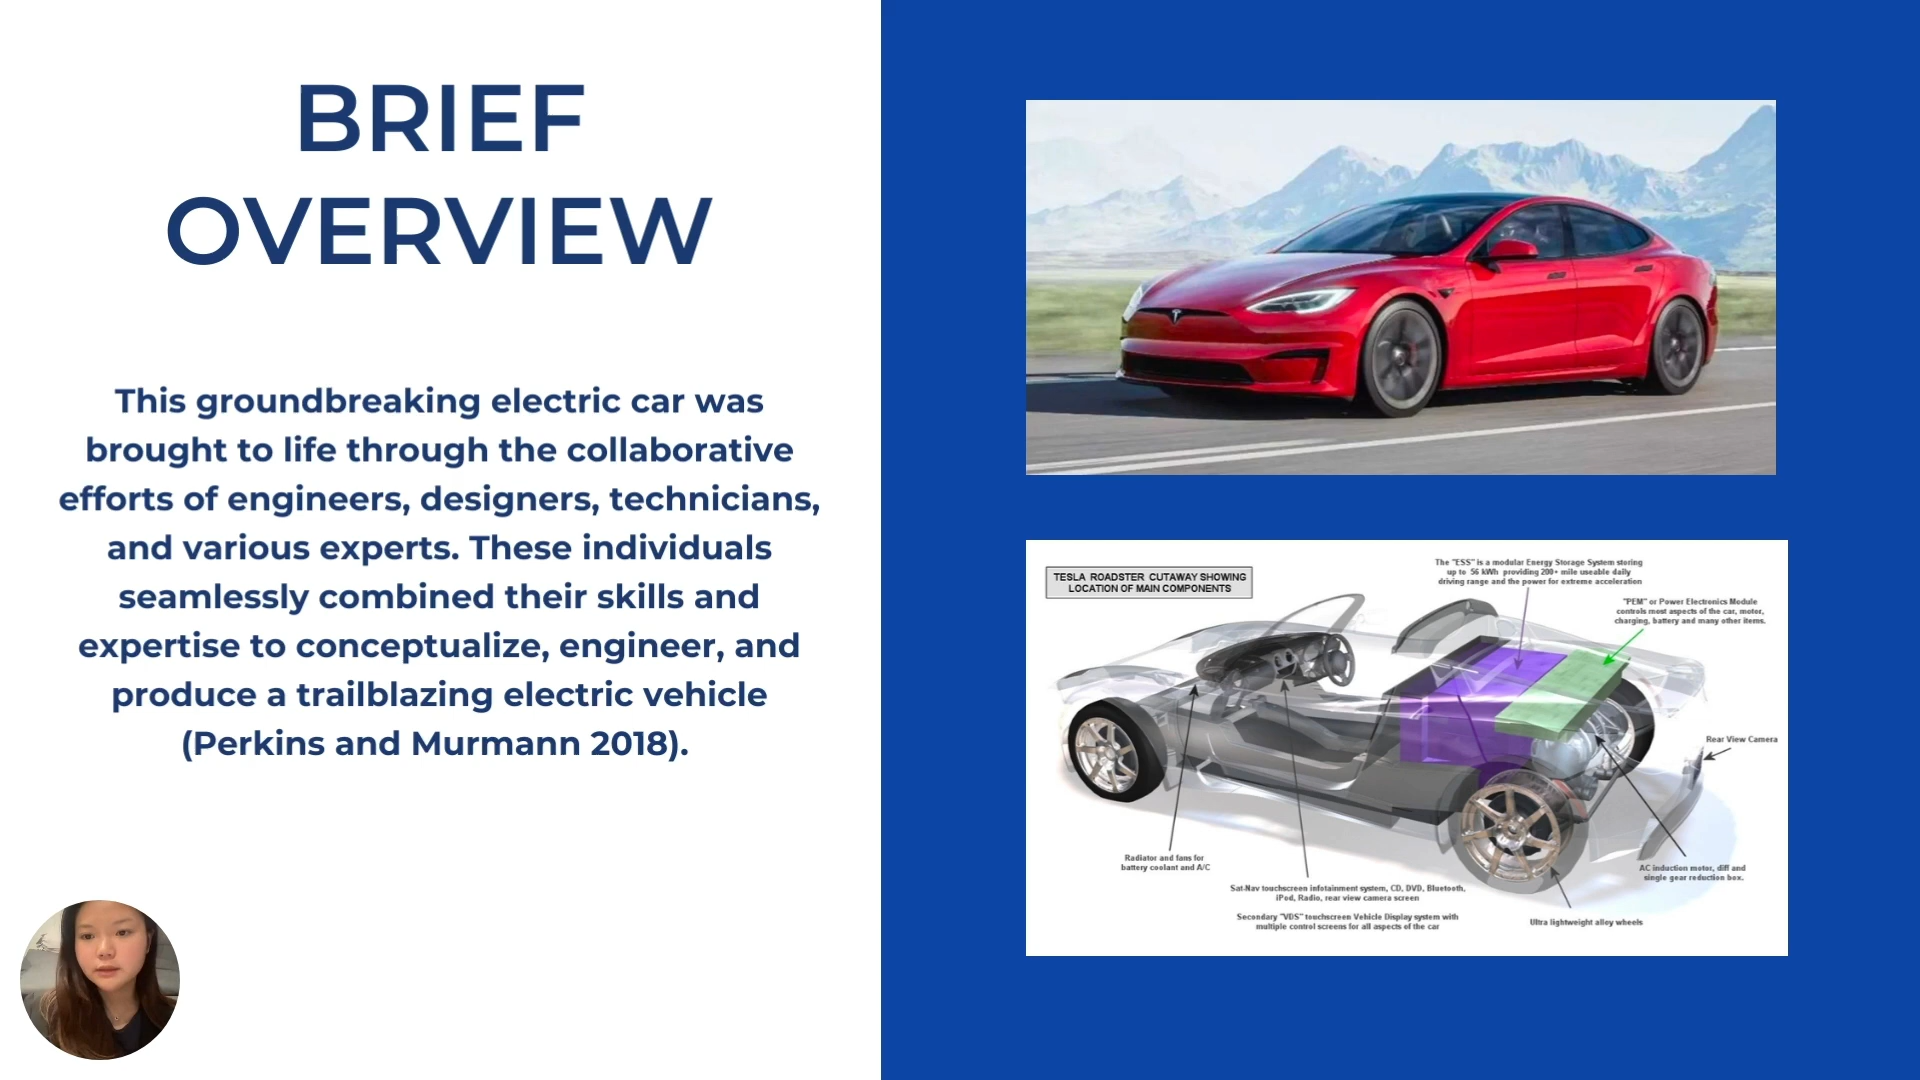 BRIEF
OVERVIEW
This groundbreaking electric car was
brought to life through the collaborative
efforts of engineers, designers, technicians,
and various experts. These individuals
seamlessly combined their skills and
expertise to conceptualize, engineer, and
produce a trailblazing electric vehicle
(Perkins and Murmann 2018).
TESLA ROADSTER CUTAWAY SHOWING
LOCATION OF MAIN COMPONENTS
The "ESS" is a modular Energy Storage System storing
up to 56 kWh providing 200+ mile useable daily
driving range and the power for extreme acceleration
"PEM" or Power Electronics Module
controls most aspects of the car, motor,
charging, battery and many other items.
Rear View Camera
Radiator and fans for
battery coolant and A/C
AC induction motor, diff and
single gear reduction box.
Sat-Nav touchscreen infotainment system, CD, DVD, Bluetooth,
iPod, Radio, rear view camera screen
Secondary "VDS" touchscreen Vehicle Display system with
multiple control screens for all aspects of the car
Ultra lightweight alloy wheels